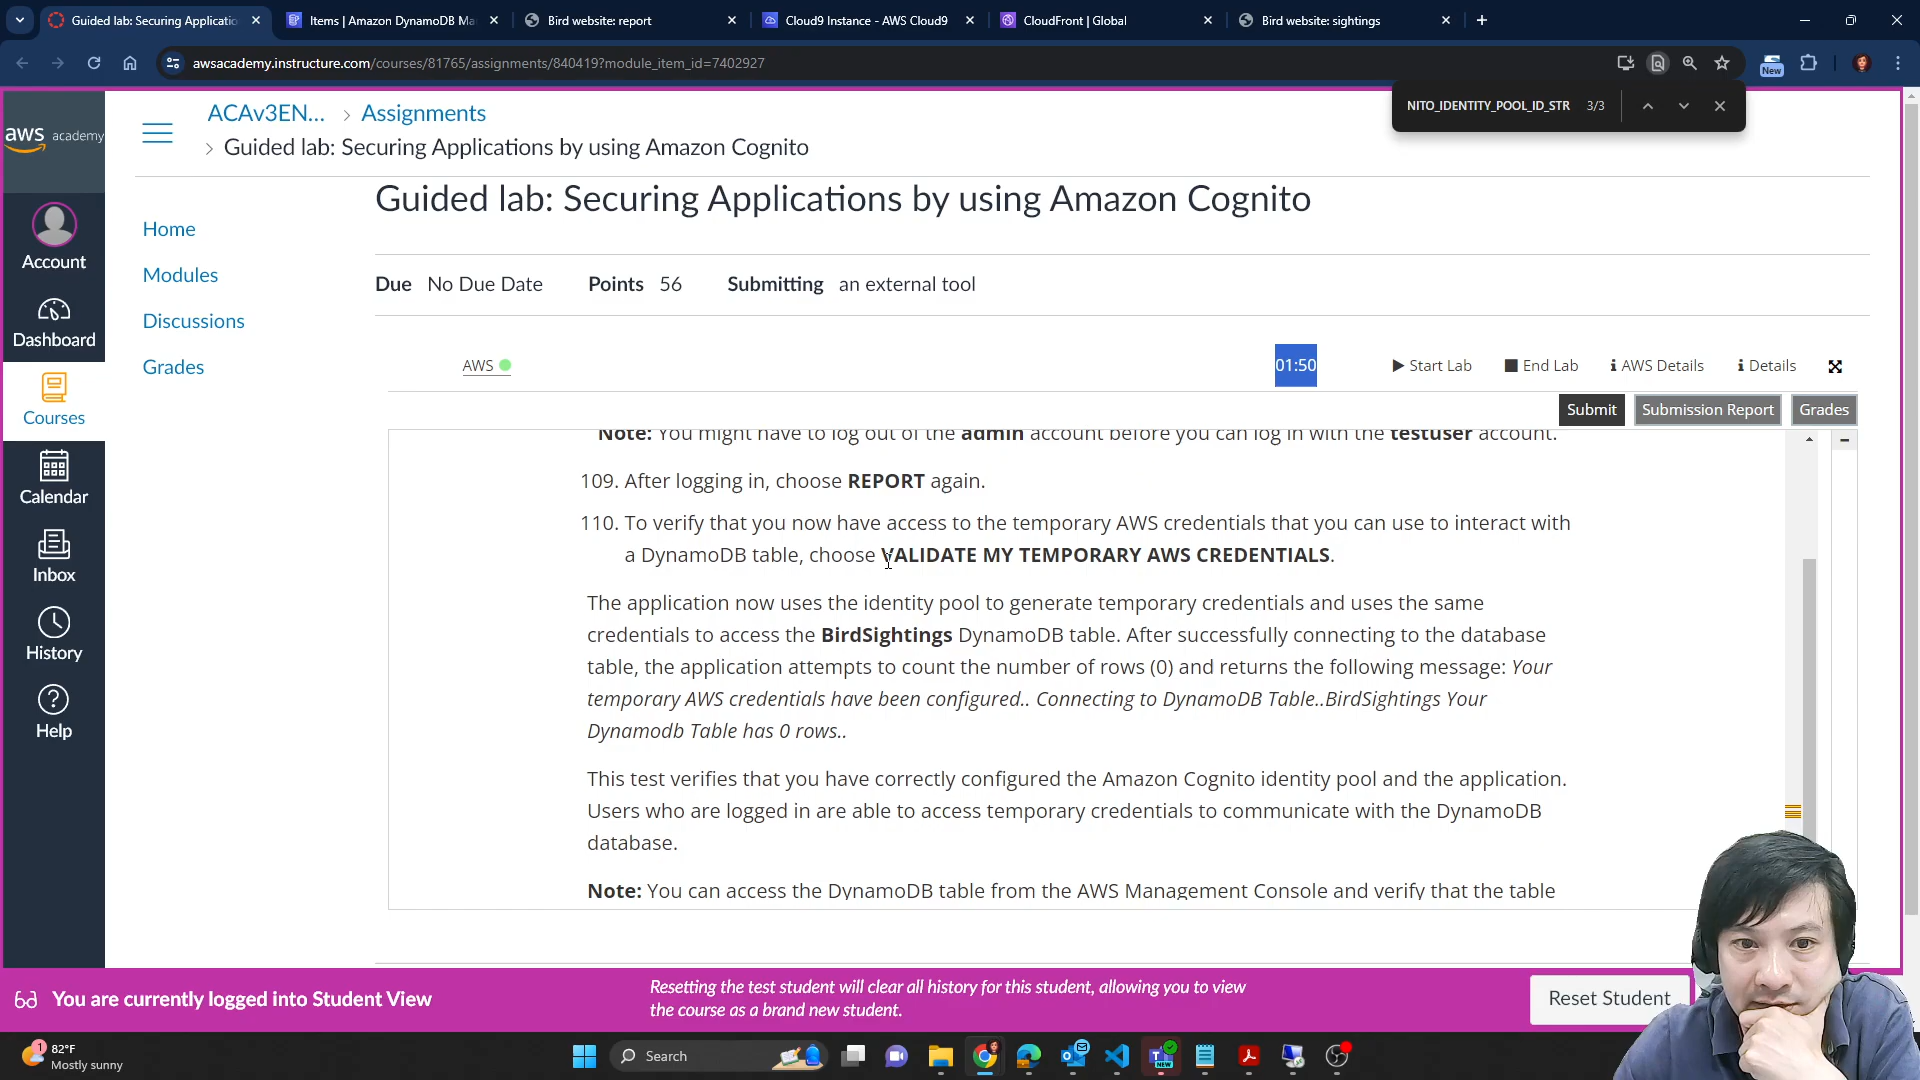 Guided lab: Securing Applicatio
Items | Amazon DynamoDB Ma
Bird website: report
Cloud9 Instance - AWS Cloud9
CloudFront | Global
Bird website: sightings
awsacademy.instructure.com/courses/81765/assignments/840419?module_item_id=7402927
New
NITO_IDENTITY_POOL_ID_STR 3/3
aws academy
ACAv3EN... > Assignments
> Guided lab: Securing Applications by using Amazon Cognito
Account
Dashboard
Courses
Calendar
Inbox
History
Help
Home
Modules
Discussions
Grades
Guided lab: Securing Applications by using Amazon Cognito
Due No Due Date Points 56 Submitting an external tool
AWS
01:50
Start Lab
End Lab
AWS Details
Details
Submit
Submission Report
Grades
Note: You might have to log out of the admin account before you can log in with the testuser account.
109. After logging in, choose REPORT again.
110. To verify that you now have access to the temporary AWS credentials that you can use to interact with
a DynamoDB table, choose VALIDATE MY TEMPORARY AWS CREDENTIALS.
The application now uses the identity pool to generate temporary credentials and uses the same
credentials to access the BirdSightings DynamoDB table. After successfully connecting to the database
table, the application attempts to count the number of rows (0) and returns the following message: Your
temporary AWS credentials have been configured.. Connecting to DynamoDB Table..BirdSightings Your
Dynamodb Table has 0 rows..
This test verifies that you have correctly configured the Amazon Cognito identity pool and the application.
Users who are logged in are able to access temporary credentials to communicate with the DynamoDB
database.
Note: You can access the DynamoDB table from the AWS Management Console and verify that the table
You are currently logged into Student View
Resetting the test student will clear all history for this student, allowing you to view
the course as a brand new student.
Reset Student
1
82°F
Mostly sunny
Search
NEW